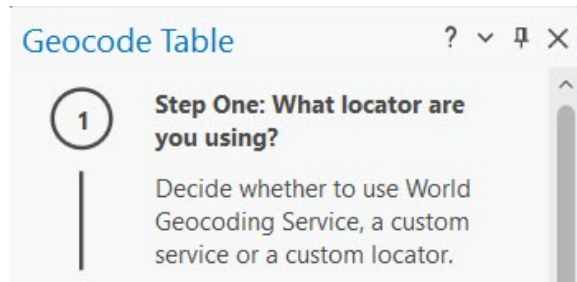 Geocode Table ?
1
Step One: What locator are
you using?
Decide whether to use World
Geocoding Service, a custom
service or a custom locator.